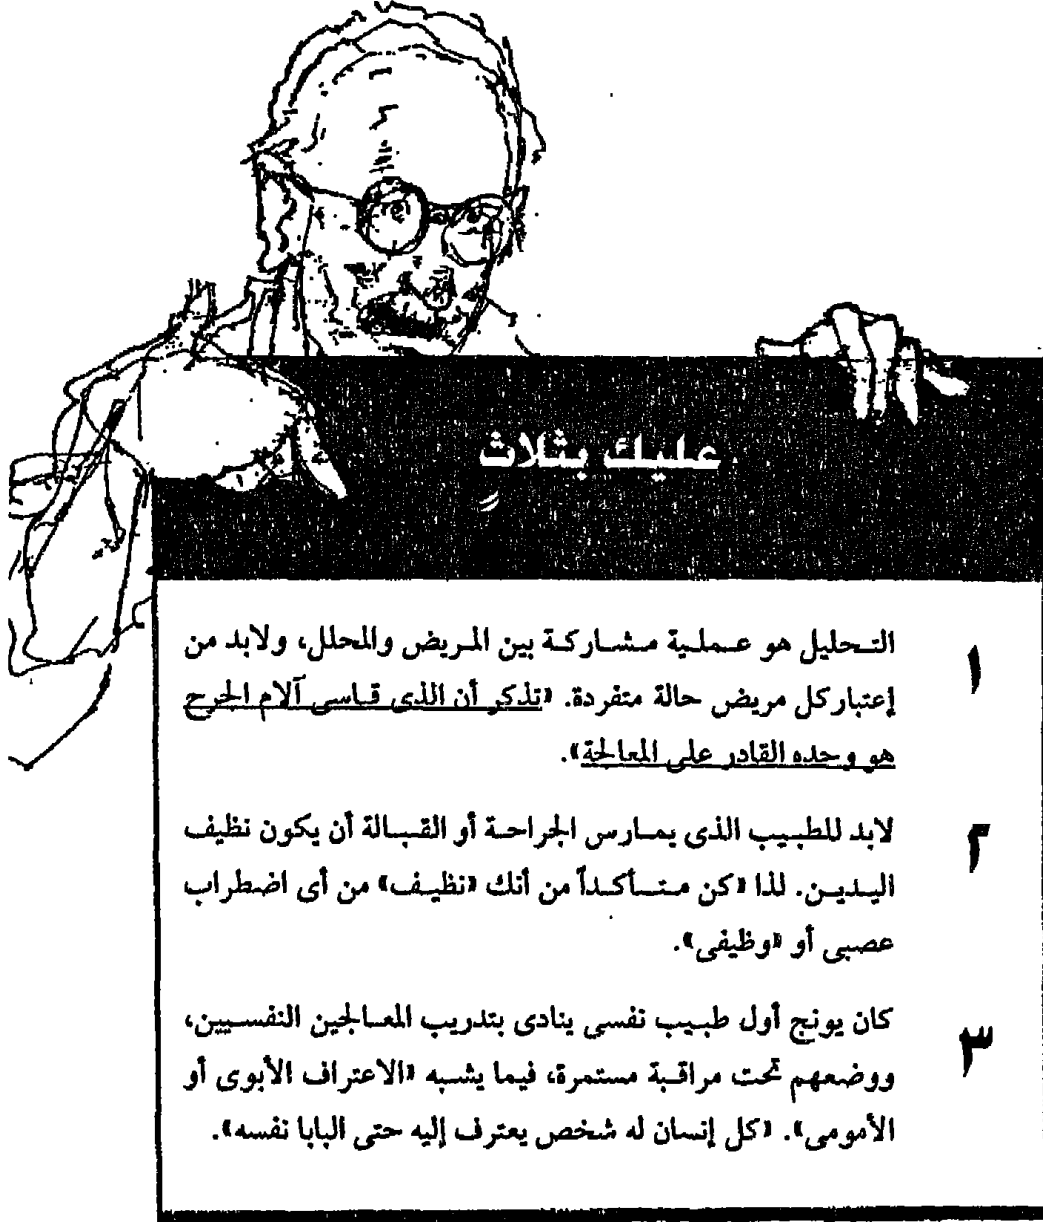 عليك بثلاثٍ
١
التحليل هو عملية مشاركة بين المريض والمحلل، ولابد من
إعتبار كل مريض حالة متفردة. «تذكر أن الذى قاسى آلام الجرح
هو وحده القادر على المعالجة».
٢
لابد للطبيب الذى يمارس الجراحة أو القبالة أن يكون نظيف
اليدين. لذا «كن متأكداً من أنك «نظيف» من أى اضطراب
عصبى أو «وظيفى».
٣
كان يونج أول طبيب نفسى ينادى بتدريب المعالجين النفسيين،
ووضعهم تحت مراقبة مستمرة، فيما يشبه «الاعتراف الأبوى أو
الأمومى». «كل إنسان له شخص يعترف إليه حتى البابا نفسه».